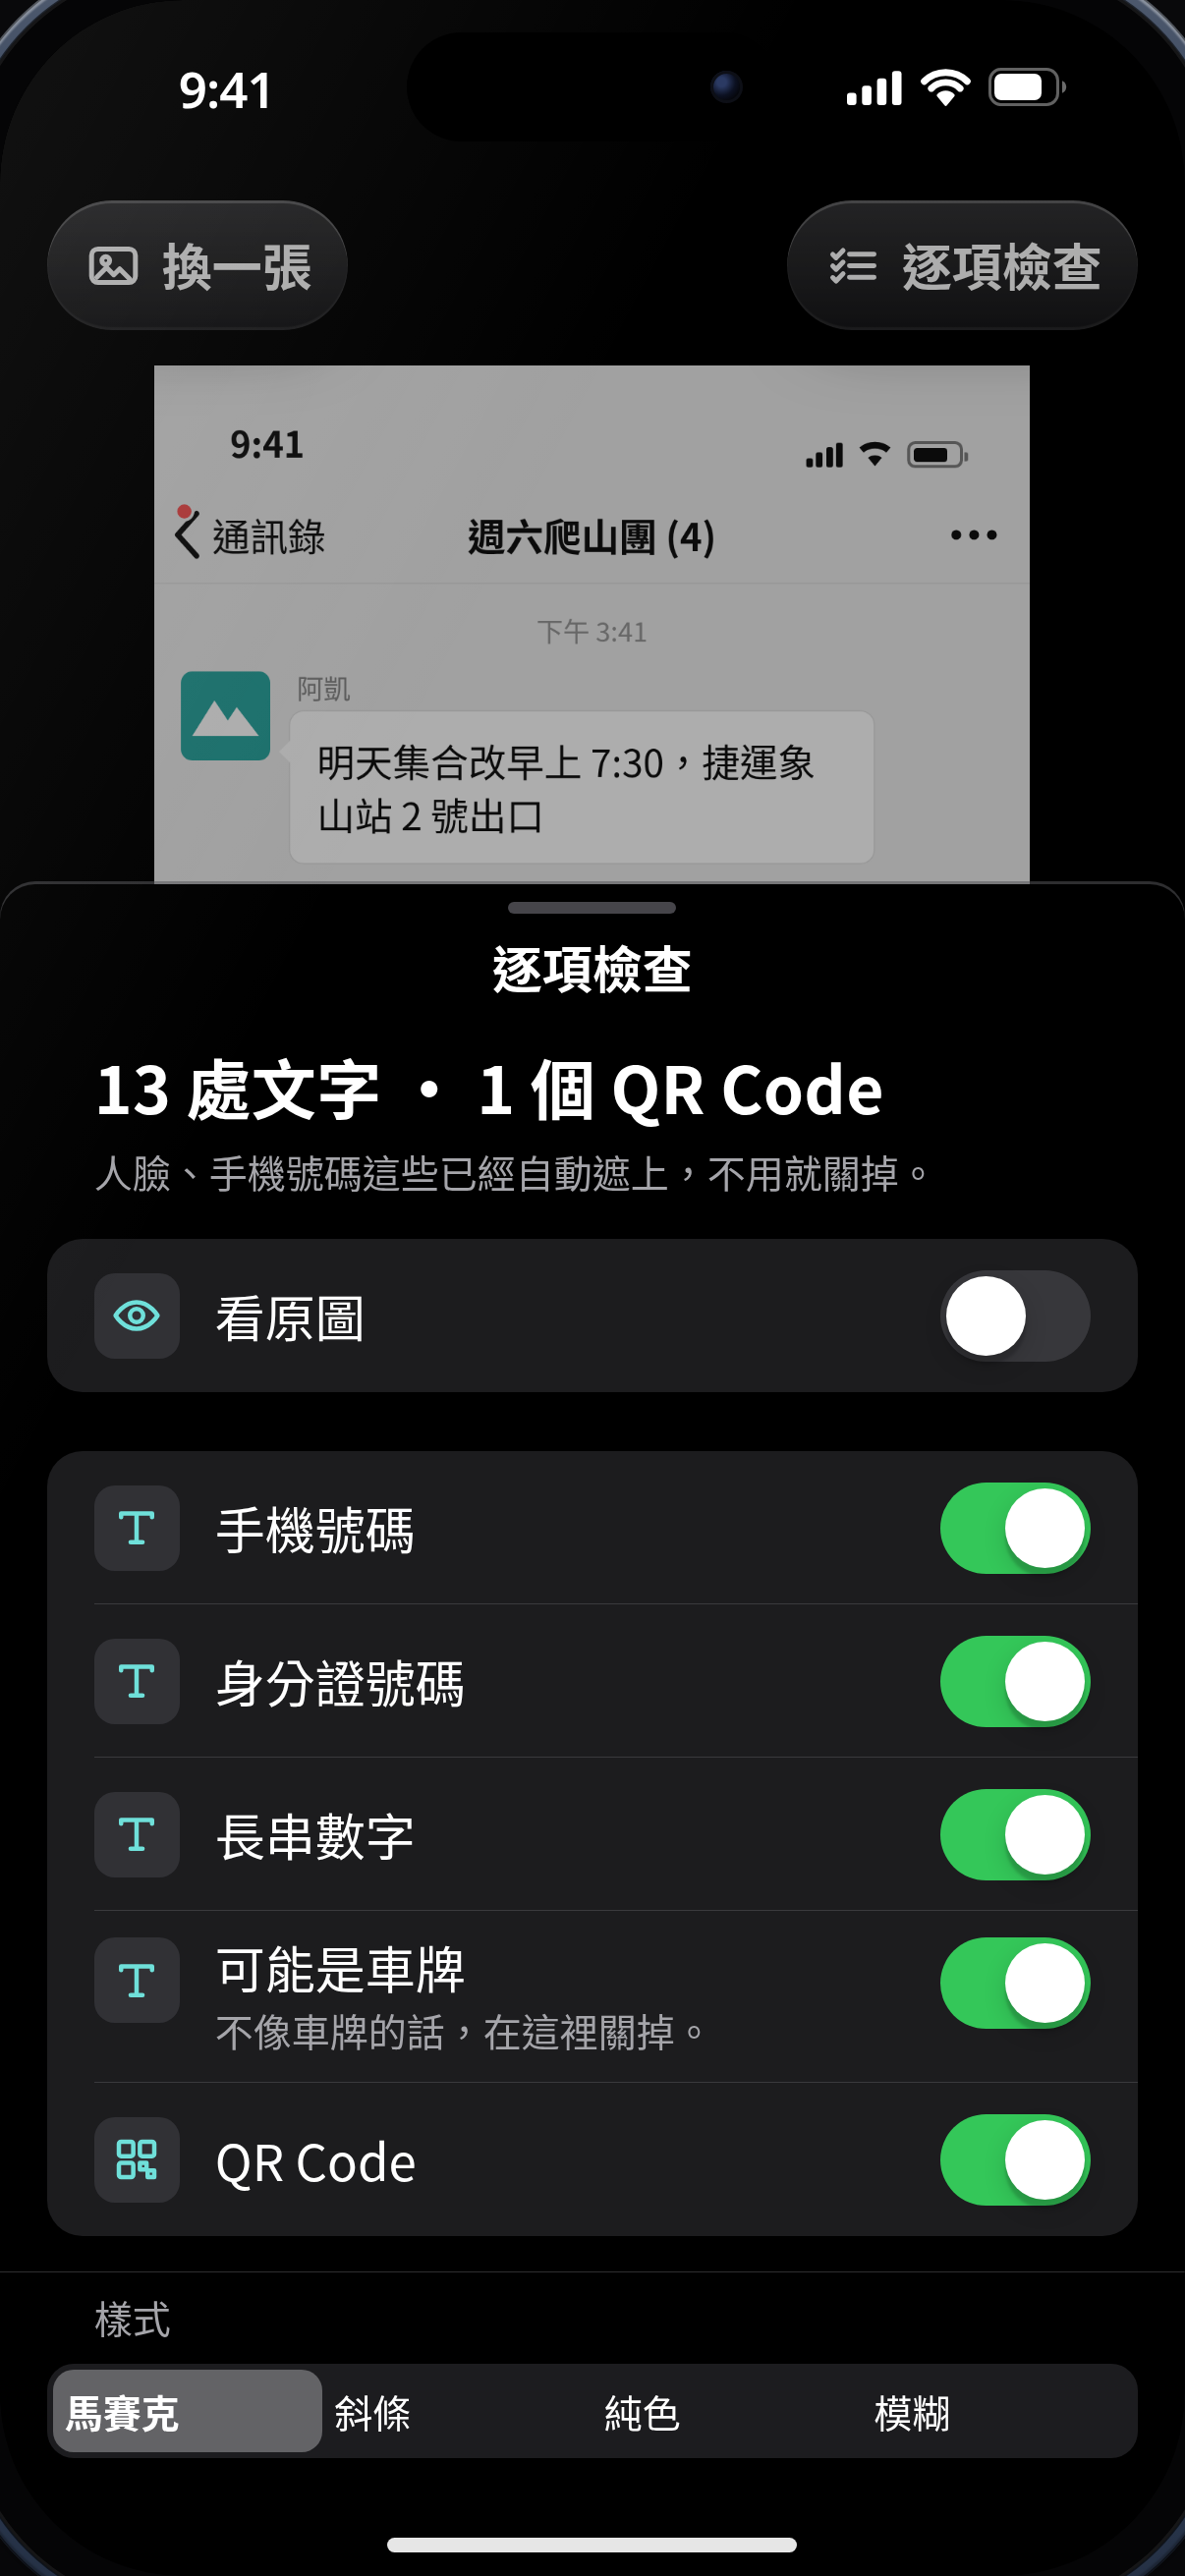 9:41
換一張
逐項檢查
9:41
通訊錄
週六爬山團 (4)
下午 3:41
阿凱
明天集合改早上 7:30，捷運象
山站 2 號出口
逐項檢查
13 處文字 · 1 個 QR Code
人臉、手機號碼這些已經自動遮上，不用就關掉。
看原圖
手機號碼
身分證號碼
長串數字
可能是車牌
不像車牌的話，在這裡關掉。
QR Code
樣式
馬賽克
斜條
純色
模糊